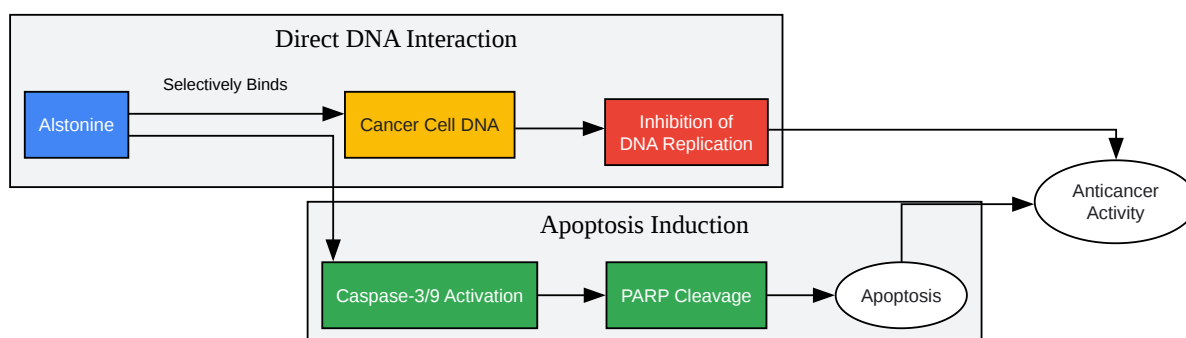 Direct DNA Interaction
Selectively Binds
Alstonine
Cancer Cell DNA
Inhibition of
DNA Replication
Anticancer
Activity
Apoptosis Induction
Caspase-3/9 Activation
PARP Cleavage
Apoptosis